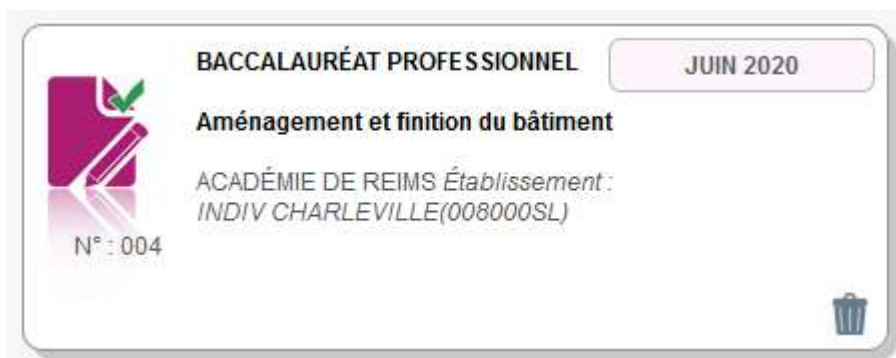 BACCALAURÉAT PROFESSIONNEL
JUIN 2020
Aménagement et finition du bâtiment
ACADÉMIE DE REIMS Établissement :
INDIV CHARLEVILLE(008000SL)
N° : 004